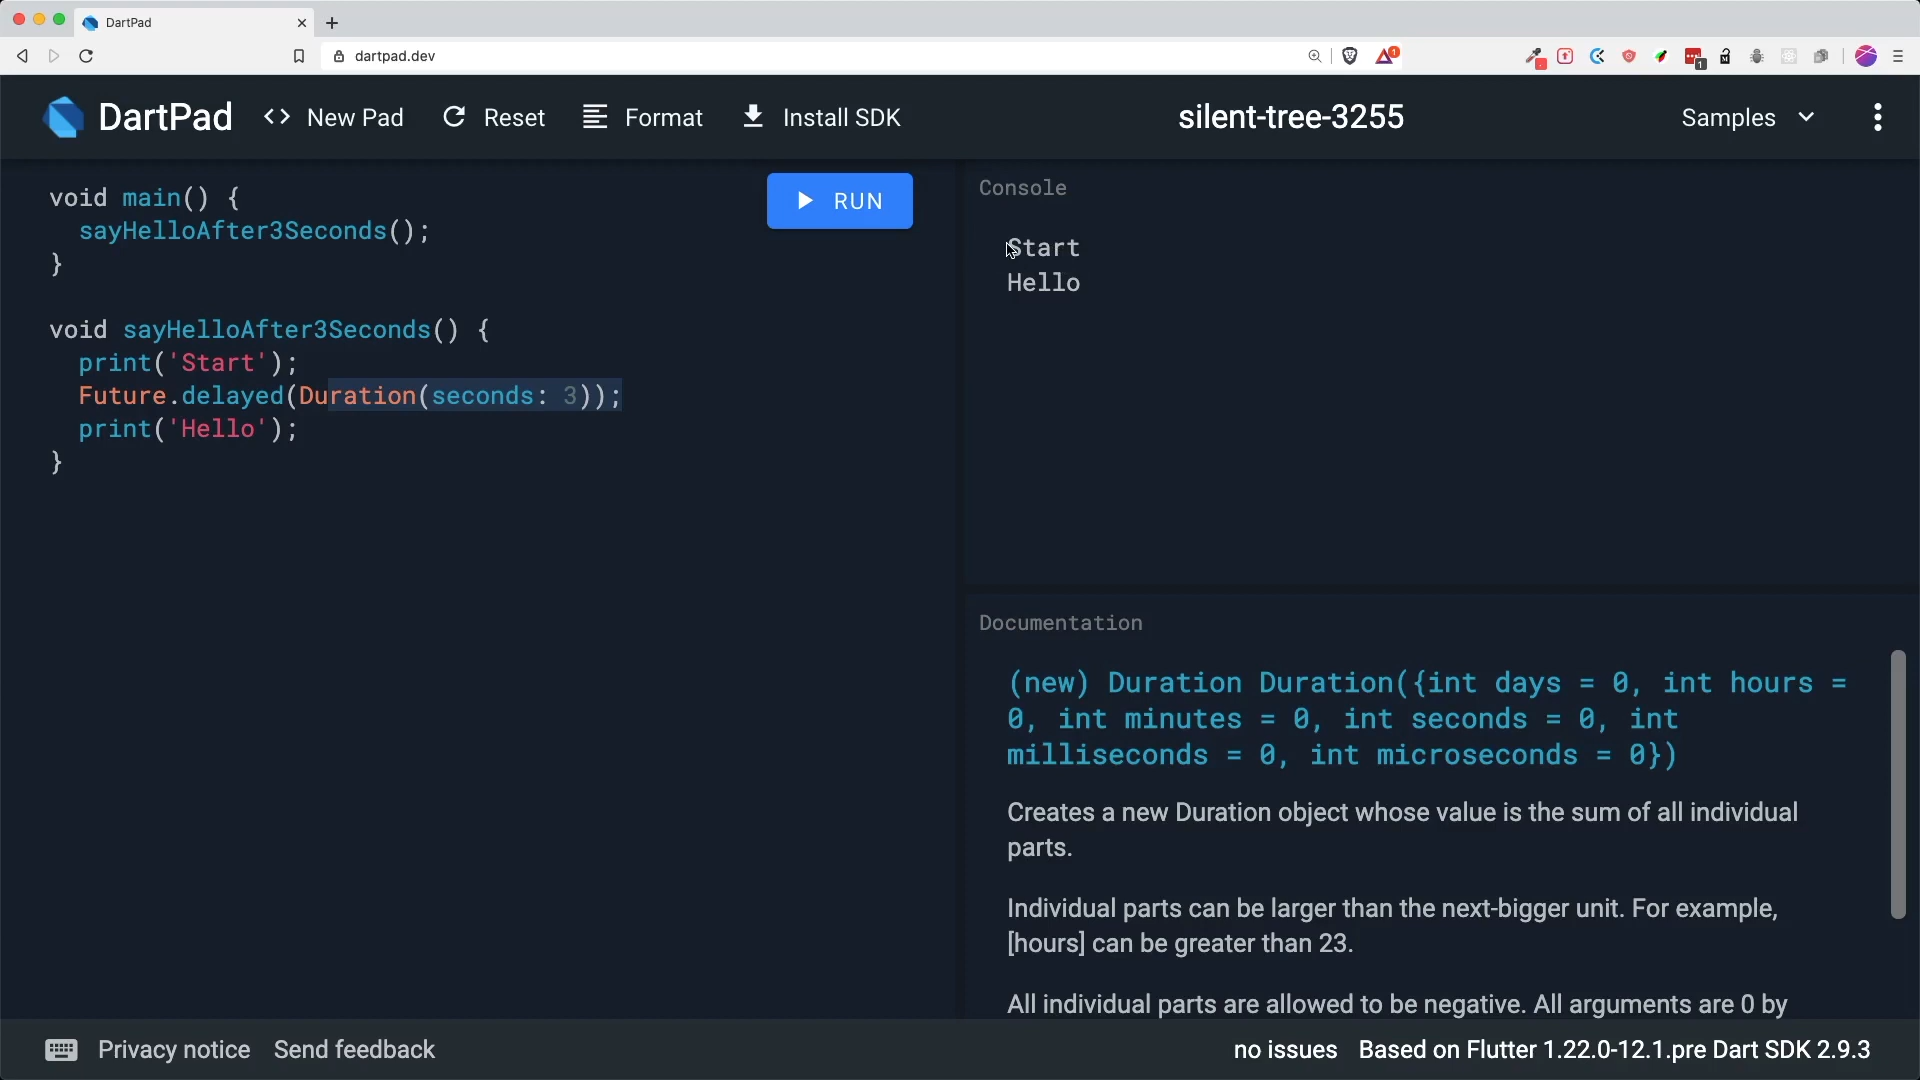 DartPad
dartpad.dev
1
1
DartPad
New Pad
Reset
Format
Install SDK
silent-tree-3255
Samples
void main() {
  sayHelloAfter3Seconds();
}
void sayHelloAfter3Seconds() {
  print('Start');
  Future.delayed(Duration(seconds: 3));
  print('Hello');
}
RUN
Console
Start
Hello
Documentation
(new) Duration Duration({int days = 0, int hours =
0, int minutes = 0, int seconds = 0, int
milliseconds = 0, int microseconds = 0})
Creates a new Duration object whose value is the sum of all individual
parts.
Individual parts can be larger than the next-bigger unit. For example,
[hours] can be greater than 23.
All individual parts are allowed to be negative. All arguments are 0 by
Privacy notice
Send feedback
no issues
Based on Flutter 1.22.0-12.1.pre Dart SDK 2.9.3